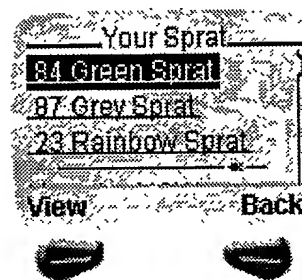 Your Sprat
84 Green Sprat
87 Grey Sprat
23 Rainbow Sprat
View Back